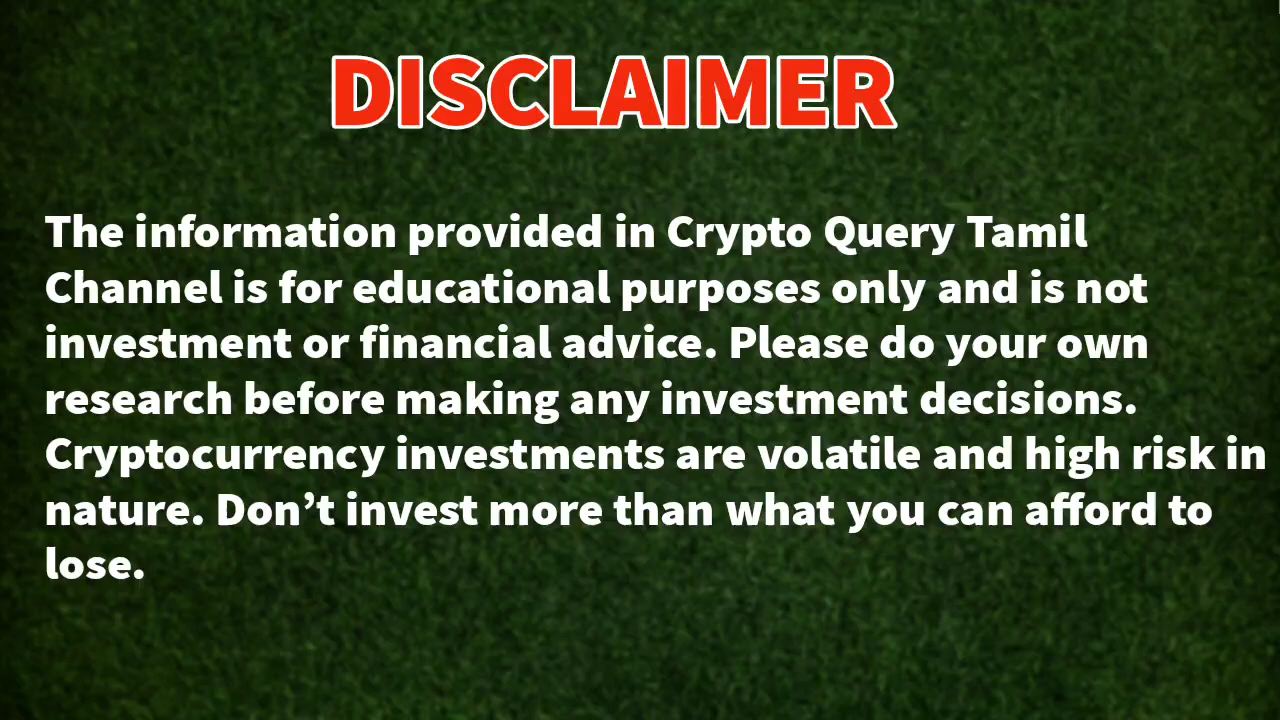 DISCLAIMER
The information provided in Crypto Query Tamil
Channel is for educational purposes only and is not
investment or financial advice. Please do your own
research before making any investment decisions.
Cryptocurrency investments are volatile and high risk in
nature. Don’t invest more than what you can afford to
lose.